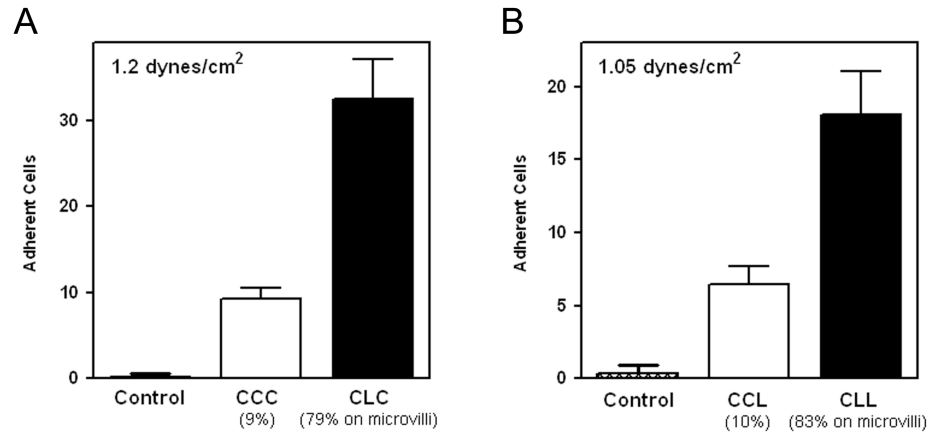 A
1.2 dynes/cm²
Adherent Cells
30
20
10
0
Control
CCC
CLC
(9%)
(79% on microvilli)
B
1.05 dynes/cm²
Adherent Cells
20
15
10
5
0
Control
CCL
CLL
(10%)
(83% on microvilli)